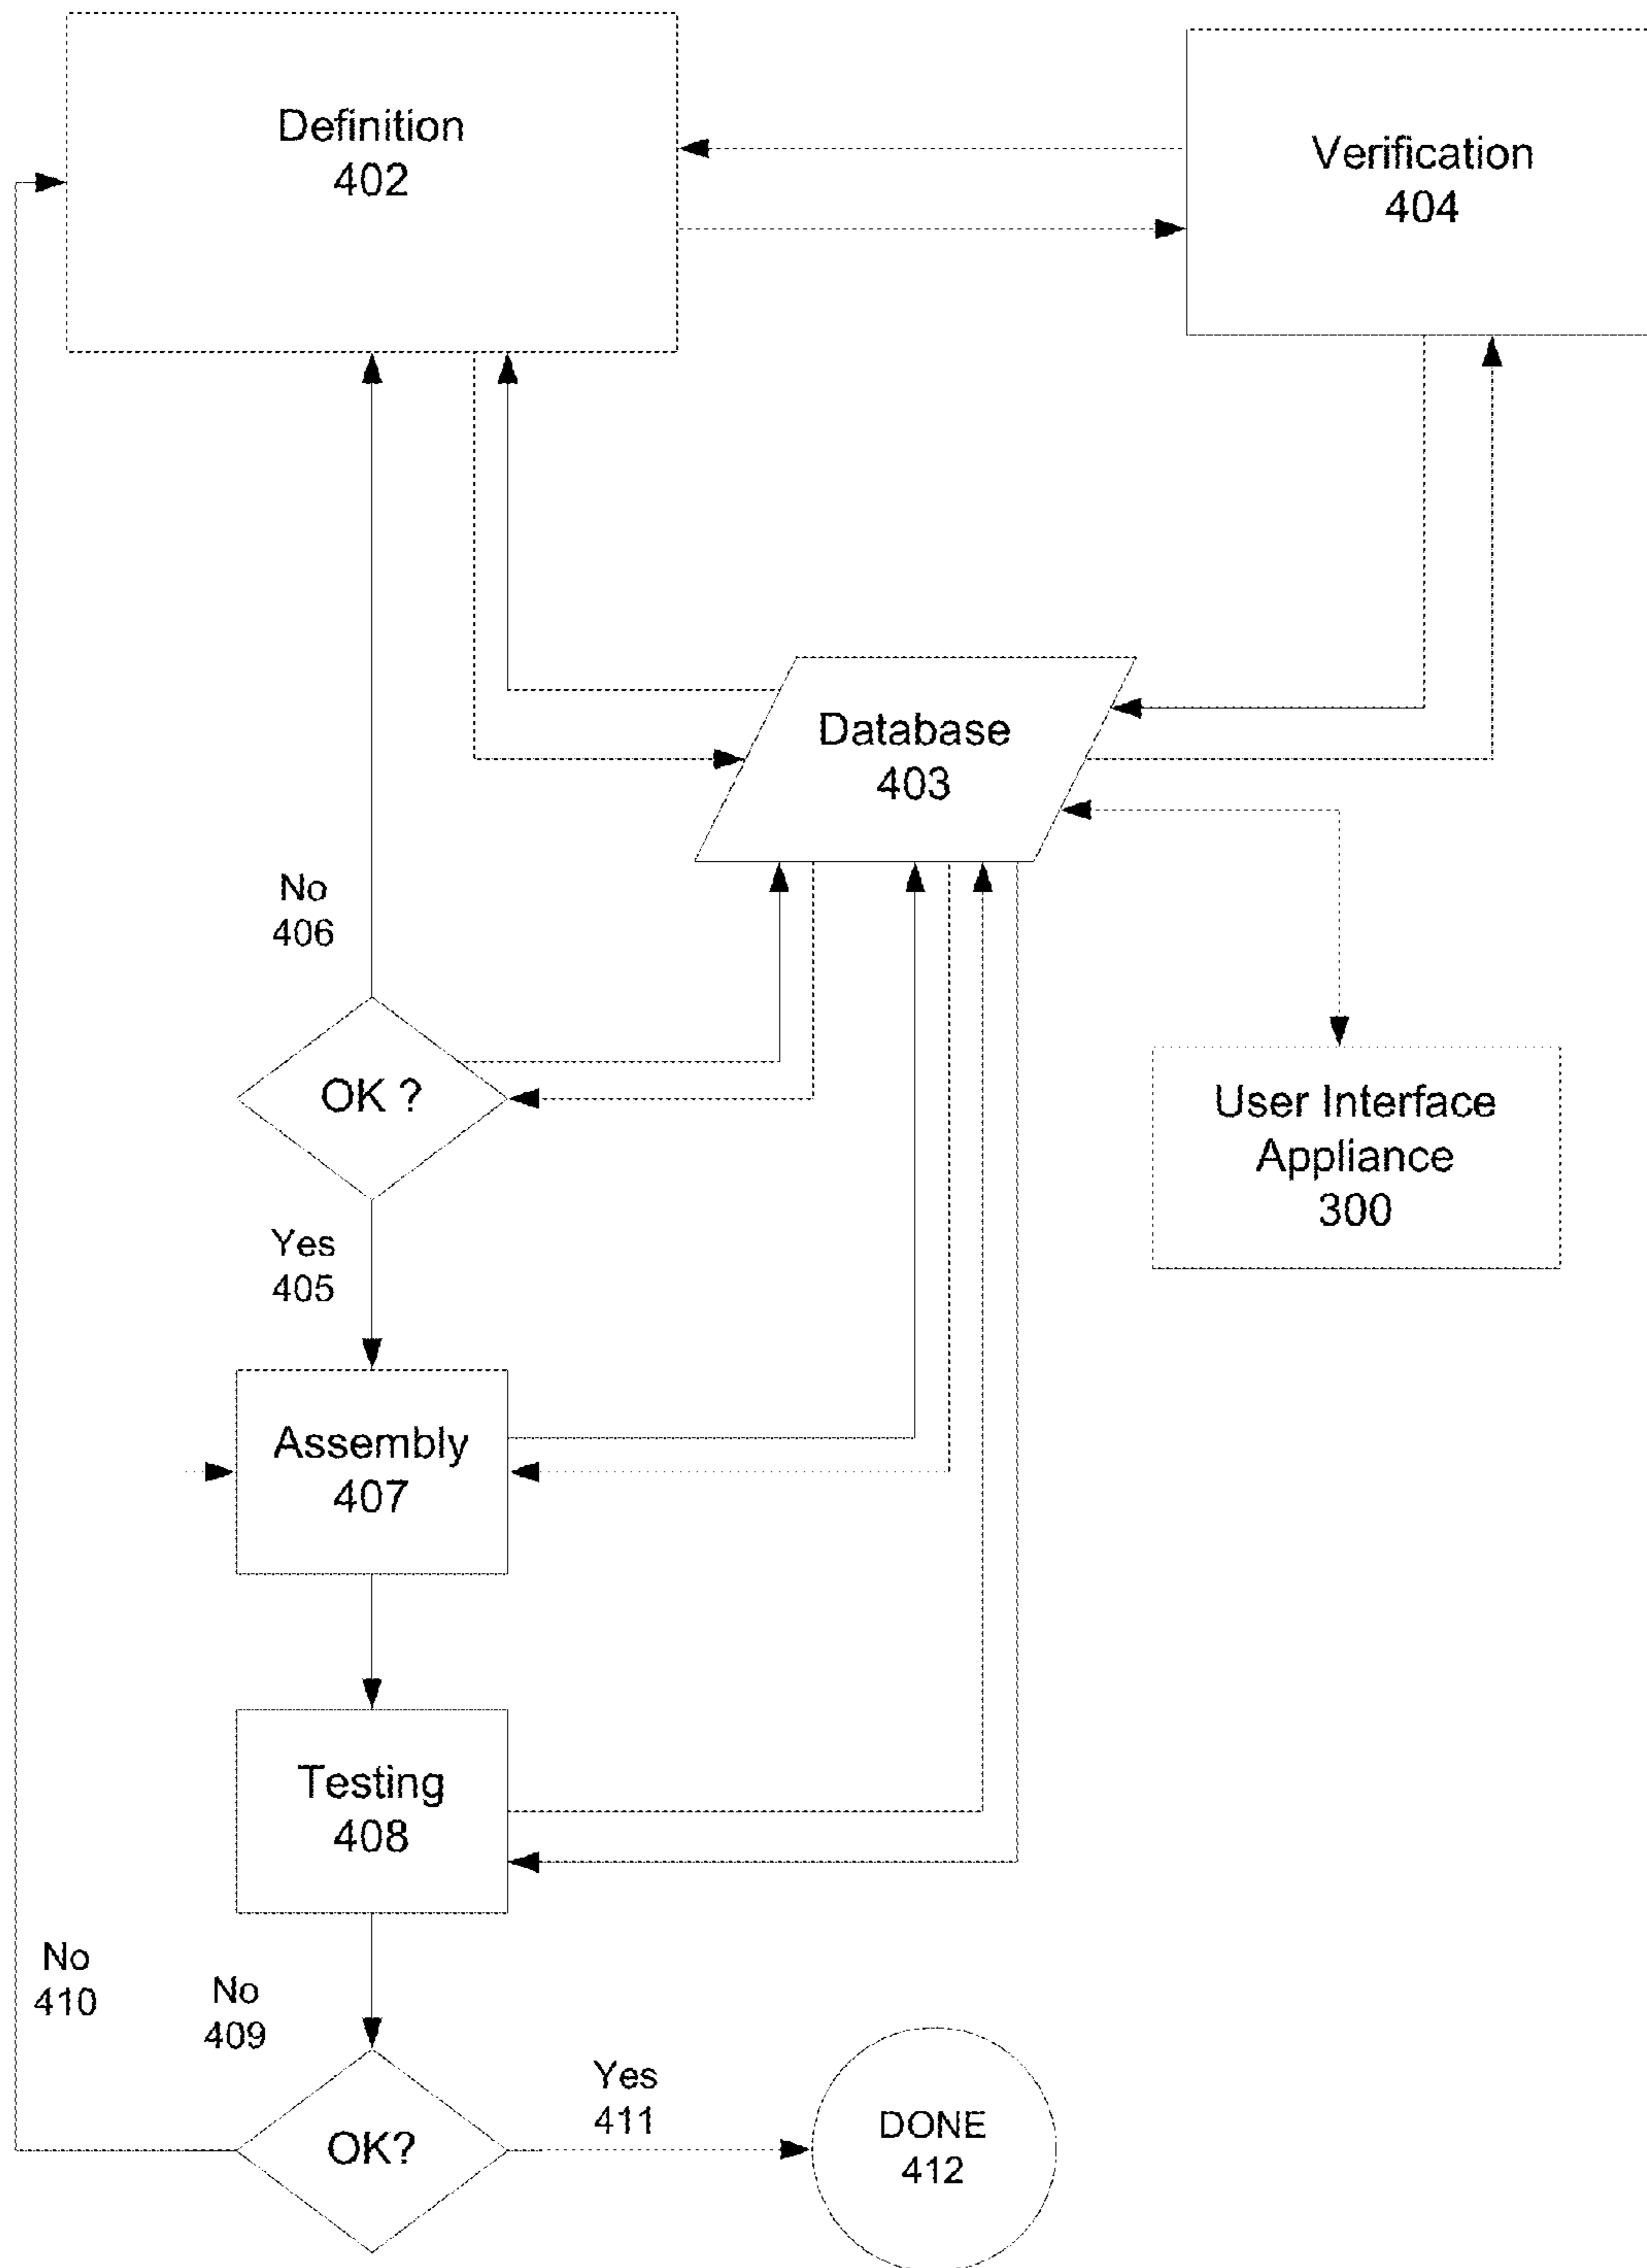 Definition
402
Verification
404
Database
403
No
406
OK ?
User Interface
Appliance
300
Yes
405
Assembly
407
Testing
408
No
410
No
409
Yes
411
OK?
DONE
412